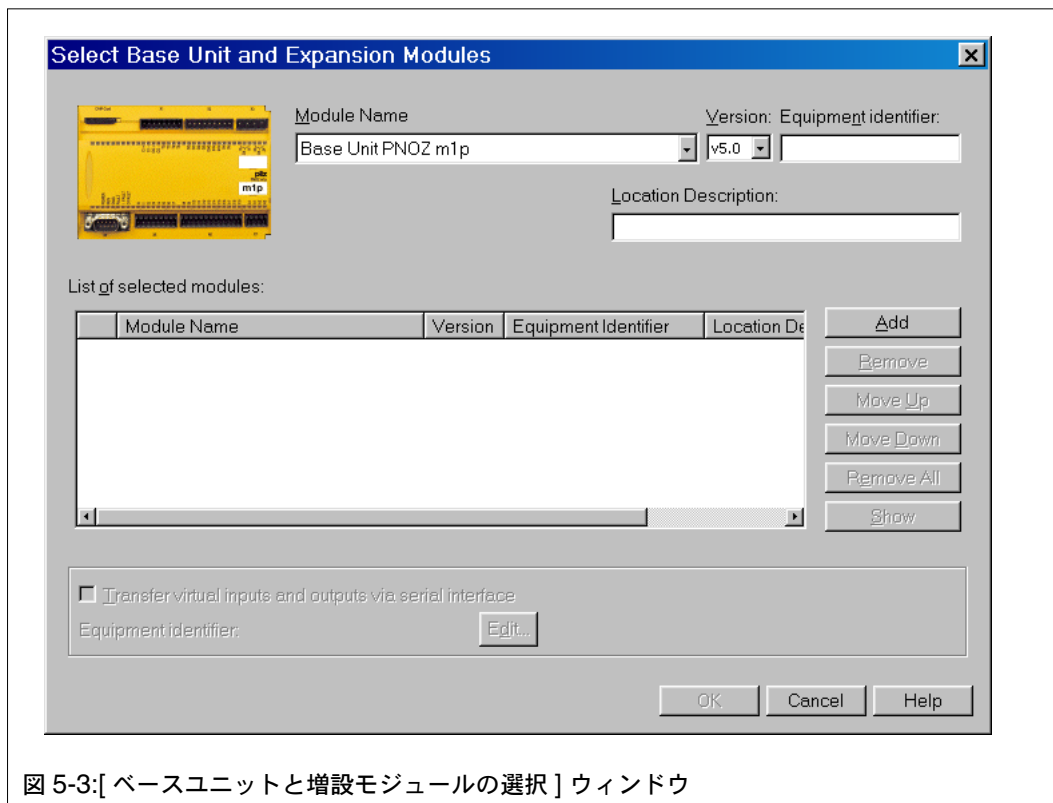 Select Base Unit and Expansion Modules
Module Name
Version:
Equipment identifier:
Base Unit PNOZ m1p
v5.0
pilz
m1p
Location Description:
List of selected modules:
Module Name
Version
Equipment Identifier
Location De
Add
Remove
Move Up
Move Down
Remove All
Show
Transfer virtual inputs and outputs via serial interface
Equipment identifier:
Edit...
OK
Cancel
Help
図 5-3:[ ベースユニットと増設モジュールの選択 ] ウィンドウ